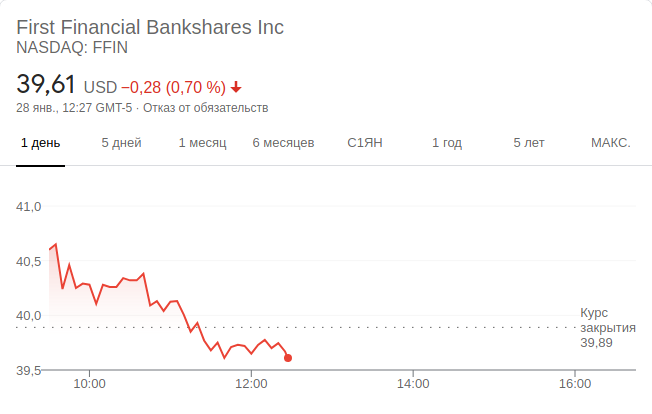 First Financial Bankshares Inc
NASDAQ: FFIN
39,61 USD −0,28 (0,70 %)
28 янв., 12:27 GMT-5 · Отказ от обязательств
1 день 5 дней 1 месяц 6 месяцев С1ЯН 1 год 5 лет МАКС.
41,0
40,5
40,0
Курс
закрытия
39,89
39,5
10:00 12:00 14:00 16:00